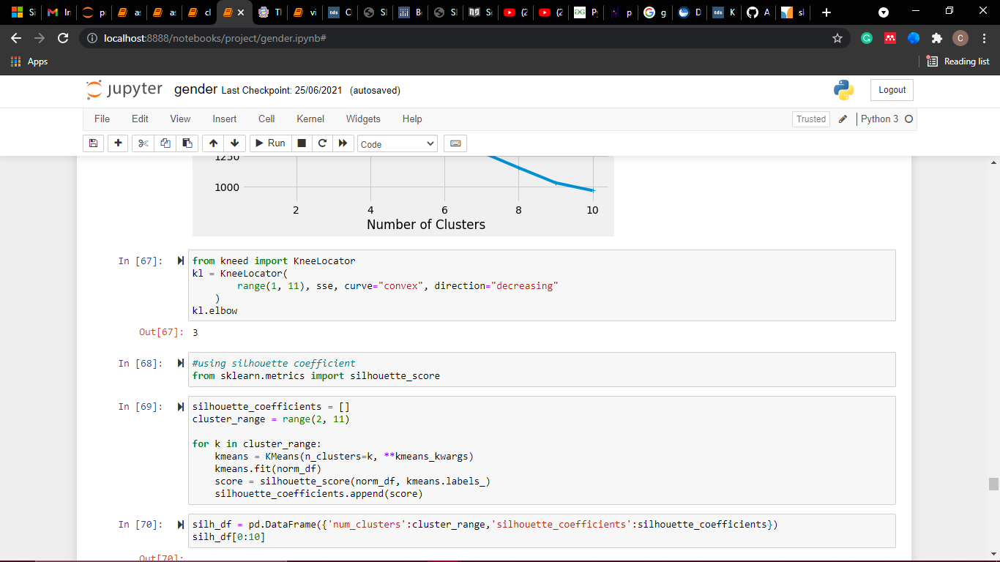 Si
In
p
a
a
cl
Tl
vi
C
Sl
B
Sl
S
(2
(2
P
p
g
D
K
A
sl
localhost:8888/notebooks/project/gender.ipynb#
C
Apps
Reading list
jupyter gender Last Checkpoint: 25/06/2021 (autosaved)
Logout
File Edit View Insert Cell Kernel Widgets Help
Trusted
Python 3
Run
Code
1250
1000
2 4 6 8 10
Number of Clusters
In [67]:
from kneed import KneeLocator
kl = KneeLocator(
range(1, 11), sse, curve="convex", direction="decreasing"
)
kl.elbow
Out[67]: 3
In [68]:
#using silhouette coefficient
from sklearn.metrics import silhouette_score
In [69]:
silhouette_coefficients = []
cluster_range = range(2, 11)
for k in cluster_range:
kmeans = KMeans(n_clusters=k, **kmeans_kwargs)
kmeans.fit(norm_df)
score = silhouette_score(norm_df, kmeans.labels_)
silhouette_coefficients.append(score)
In [70]:
silh_df = pd.DataFrame({'num_clusters':cluster_range,'silhouette_coefficients':silhouette_coefficients})
silh_df[0:10]
Out[70]: